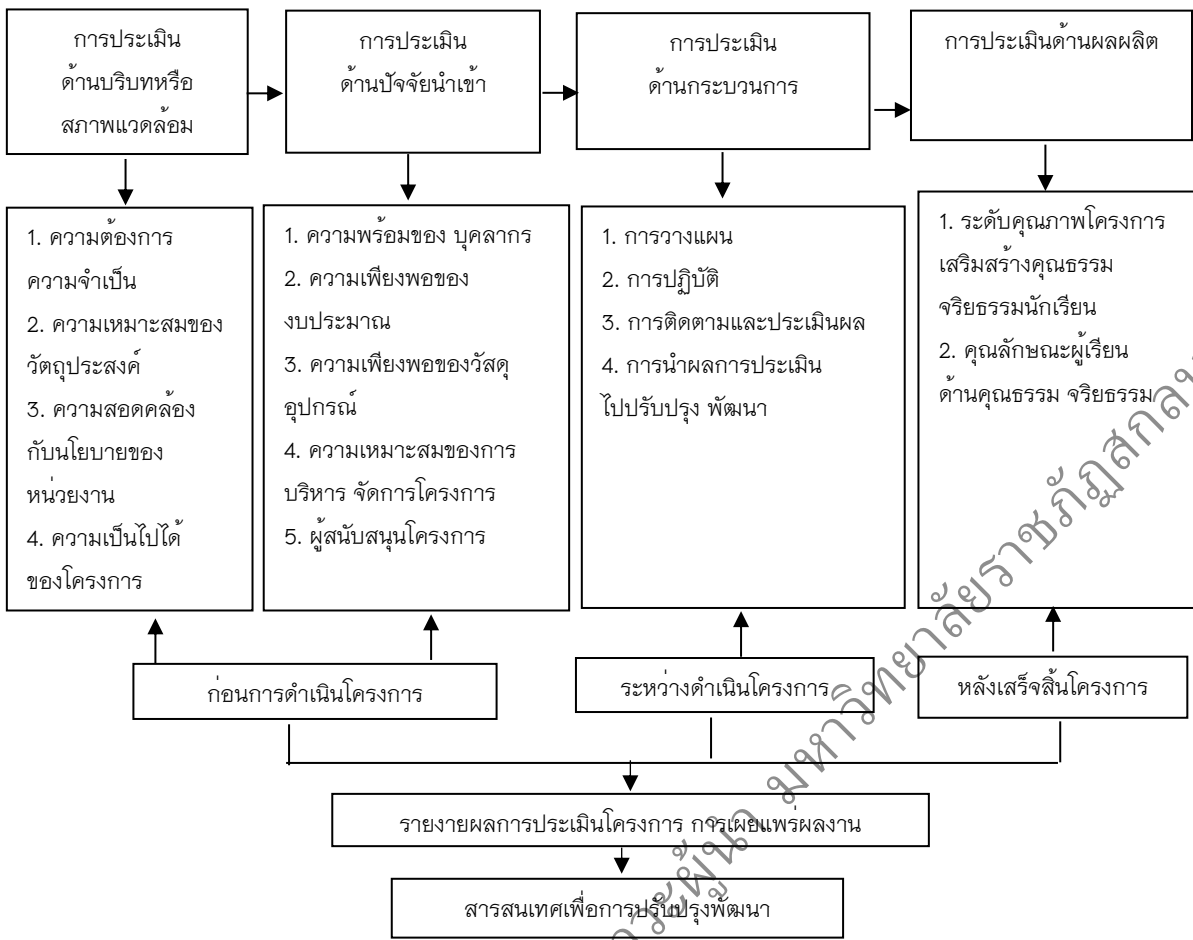 การประเมิน
ด้านบริบทหรือ
สภาพแวดล้อม
การประเมิน
ด้านปัจจัยนำเข้า
การประเมิน
ด้านกระบวนการ
การประเมินด้านผลผลิต
1. ความต้องการ
ความจำเป็น
2. ความเหมาะสมของ
วัตถุประสงค์
3. ความสอดคล้อง
กับนโยบายของ
หน่วยงาน
4. ความเป็นไปได้
ของโครงการ
1. ความพร้อมของ บุคลากร
2. ความเพียงพอของ
งบประมาณ
3. ความเพียงพอของวัสดุ
อุปกรณ์
4. ความเหมาะสมของการ
บริหาร จัดการโครงการ
5. ผู้สนับสนุนโครงการ
1. การวางแผน
2. การปฏิบัติ
3. การติดตามและประเมินผล
4. การนำผลการประเมิน
ไปปรับปรุง พัฒนา
1. ระดับคุณภาพโครงการ
เสริมสร้างคุณธรรม
จริยธรรมนักเรียน
2. คุณลักษณะผู้เรียน
ด้านคุณธรรม จริยธรรม
ก่อนการดำเนินโครงการ
ระหว่างดำเนินโครงการ
หลังเสร็จสิ้นโครงการ
รายงายผลการประเมินโครงการ การเผยแพร่ผลงาน
สารสนเทศเพื่อการปรับปรุงพัฒนา
มหาวิทยาลัยราชภัฏสกลน